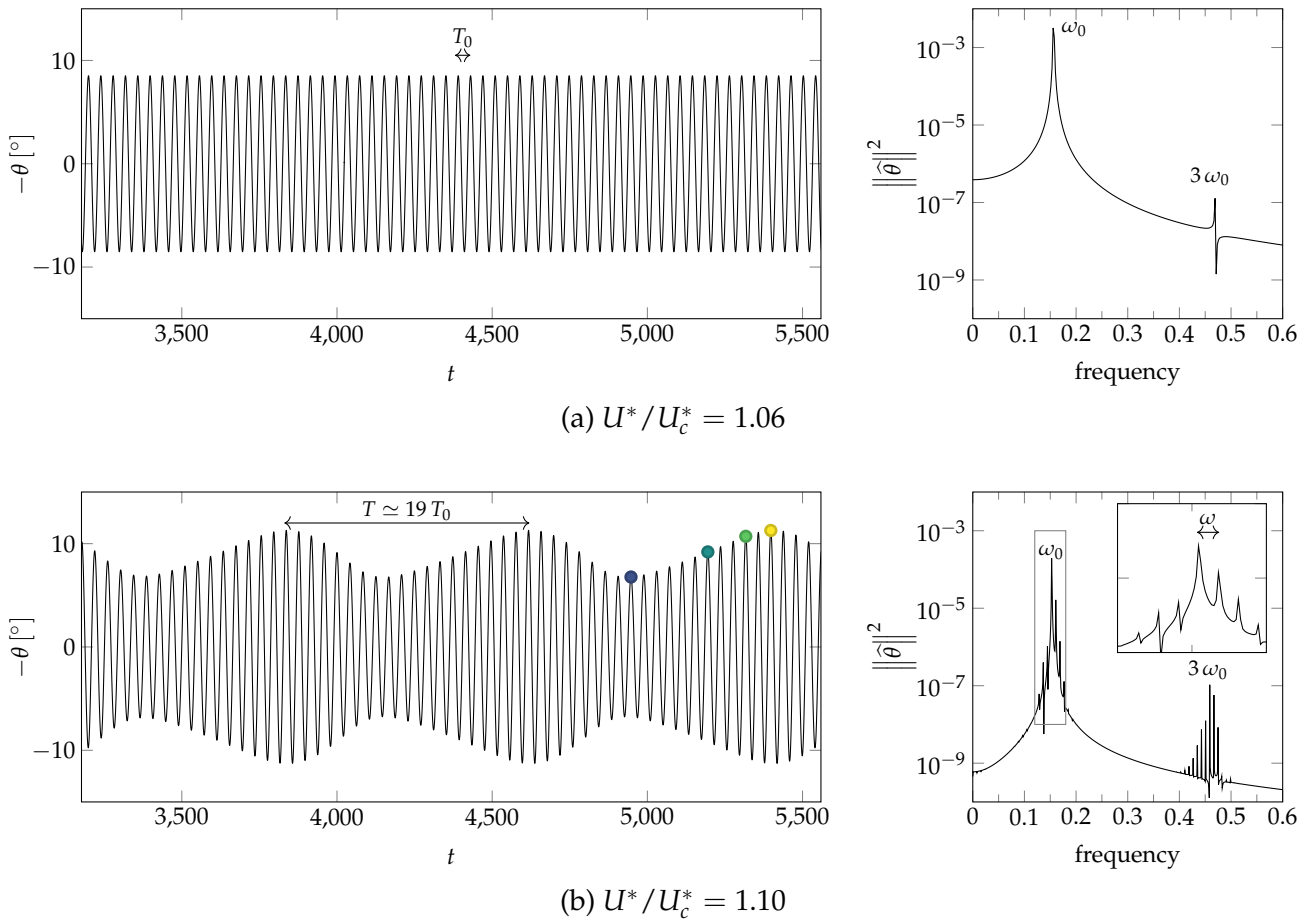 T₀
10
0
−10
−θ [°]
3,500 4,000 4,500 5,000 5,500
t
ω₀
3 ω₀
10⁻³
10⁻⁵
10⁻⁷
10⁻⁹
‖θ̂‖²
0 0.1 0.2 0.3 0.4 0.5 0.6
frequency
(a) U*/U*c = 1.06
T ≃ 19 T₀
10
0
−10
−θ [°]
3,500 4,000 4,500 5,000 5,500
t
ω
ω₀
3 ω₀
10⁻³
10⁻⁵
10⁻⁷
10⁻⁹
‖θ̂‖²
0 0.1 0.2 0.3 0.4 0.5 0.6
frequency
(b) U*/U*c = 1.10